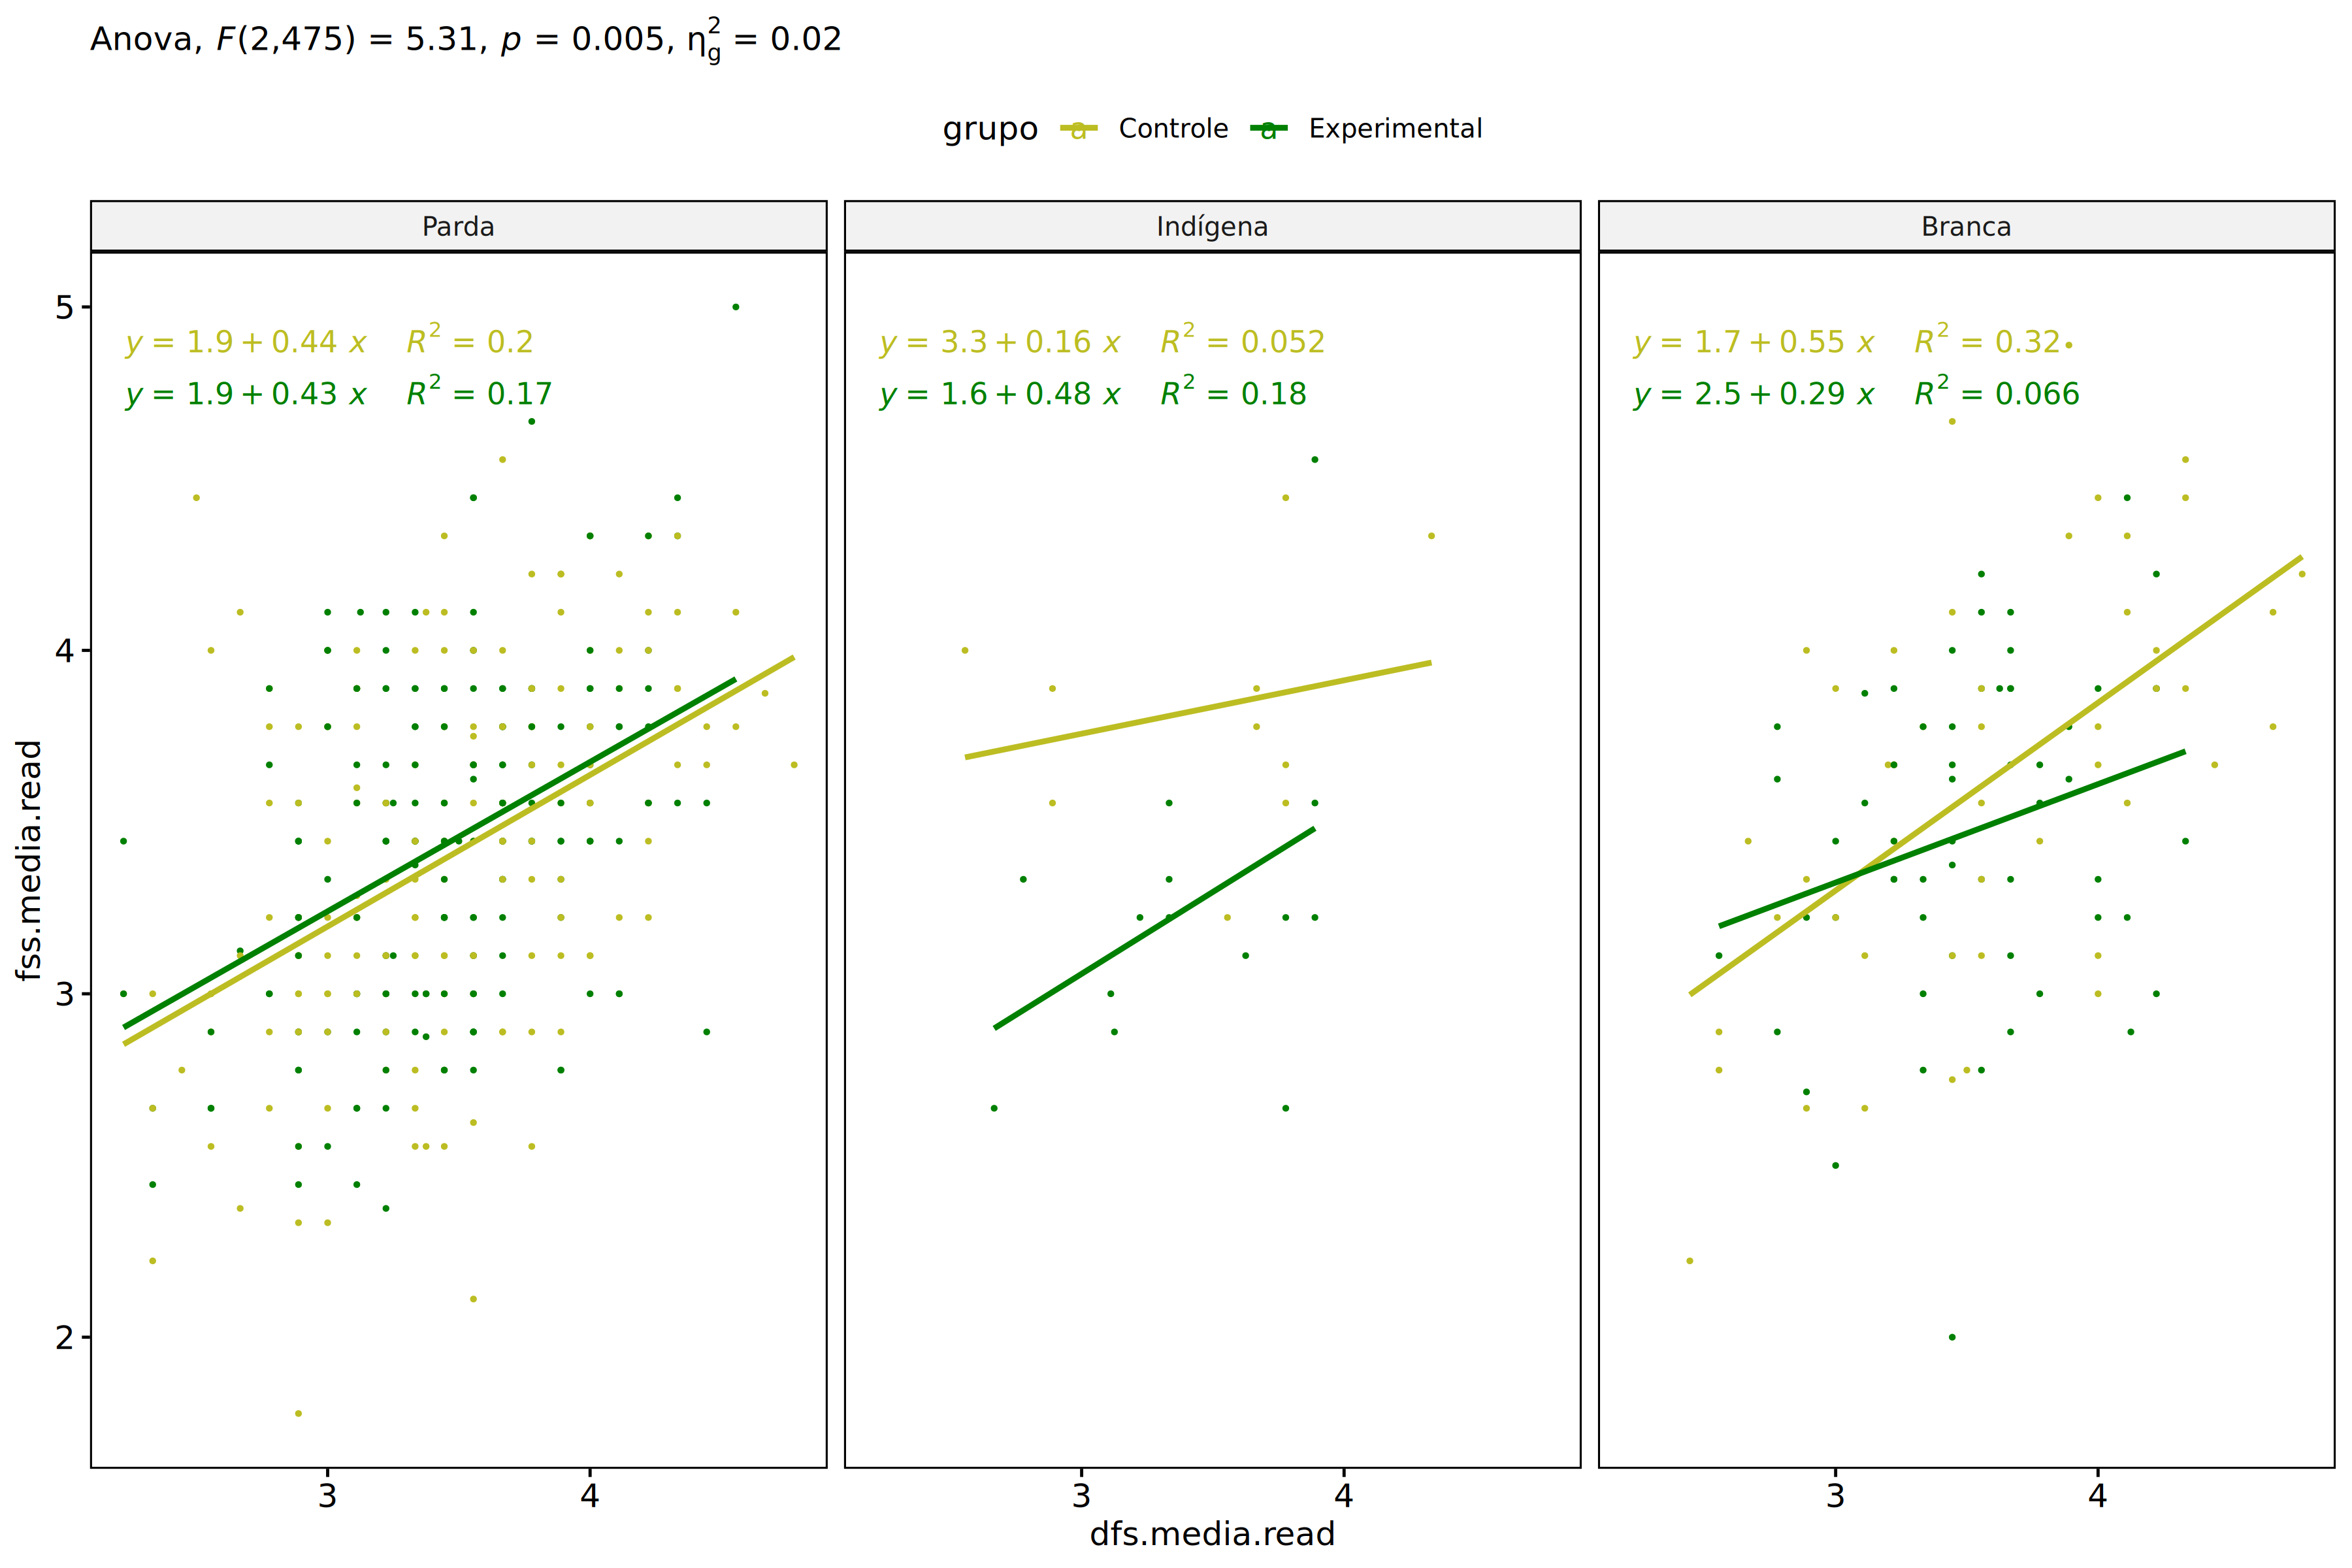 Anova, F(2,475) = 5.31, p = 0.005, η²g = 0.02
grupo a Controle a Experimental
Parda Indígena Branca
y = 1.9 + 0.44 x R² = 0.2
y = 1.9 + 0.43 x R² = 0.17
y = 3.3 + 0.16 x R² = 0.052
y = 1.6 + 0.48 x R² = 0.18
y = 1.7 + 0.55 x R² = 0.32
y = 2.5 + 0.29 x R² = 0.066
5
4
3
2
fss.media.read
3 4 3 4 3 4
dfs.media.read